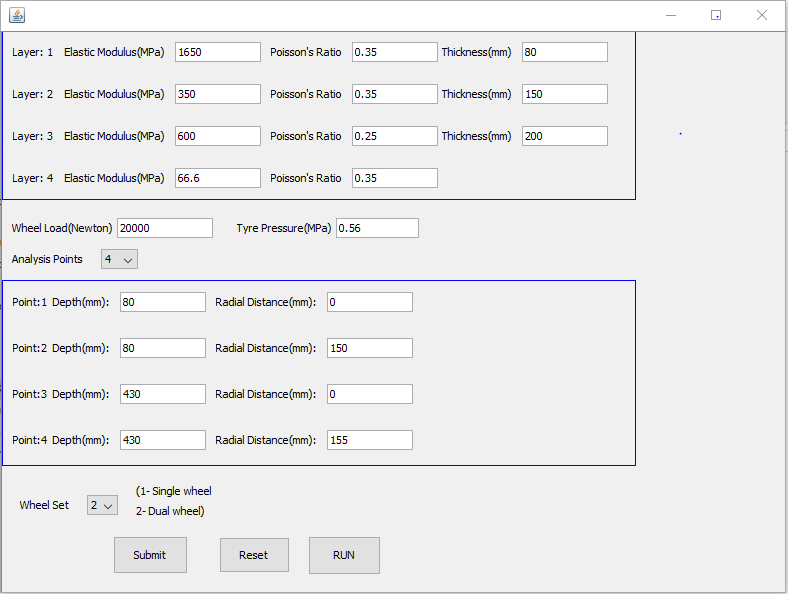 Layer: 1 Elastic Modulus(MPa) 1650 Poisson's Ratio 0.35 Thickness(mm) 80
Layer: 2 Elastic Modulus(MPa) 350 Poisson's Ratio 0.35 Thickness(mm) 150
Layer: 3 Elastic Modulus(MPa) 600 Poisson's Ratio 0.25 Thickness(mm) 200
Layer: 4 Elastic Modulus(MPa) 66.6 Poisson's Ratio 0.35
Wheel Load(Newton) 20000 Tyre Pressure(MPa) 0.56
Analysis Points 4
Point:1 Depth(mm): 80 Radial Distance(mm): 0
Point:2 Depth(mm): 80 Radial Distance(mm): 150
Point:3 Depth(mm): 430 Radial Distance(mm): 0
Point:4 Depth(mm): 430 Radial Distance(mm): 155
Wheel Set 2 (1- Single wheel
2- Dual wheel)
Submit Reset RUN